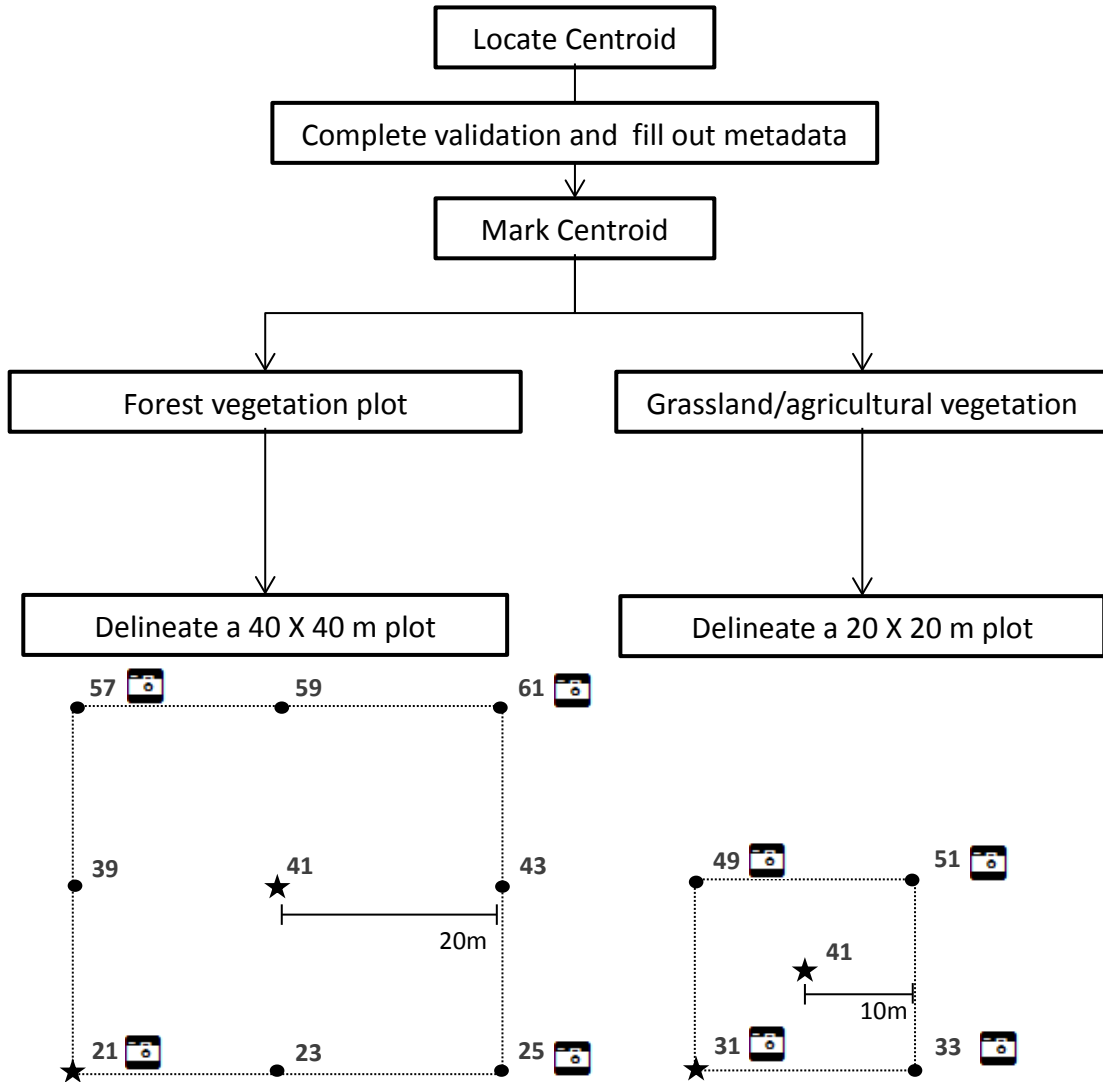 Locate Centroid
Complete validation and fill out metadata
Mark Centroid
Forest vegetation plot
Grassland/agricultural vegetation
Delineate a 40 X 40 m plot
Delineate a 20 X 20 m plot
57
59
61
39
41
43
20m
21
23
25
49
51
41
10m
31
33